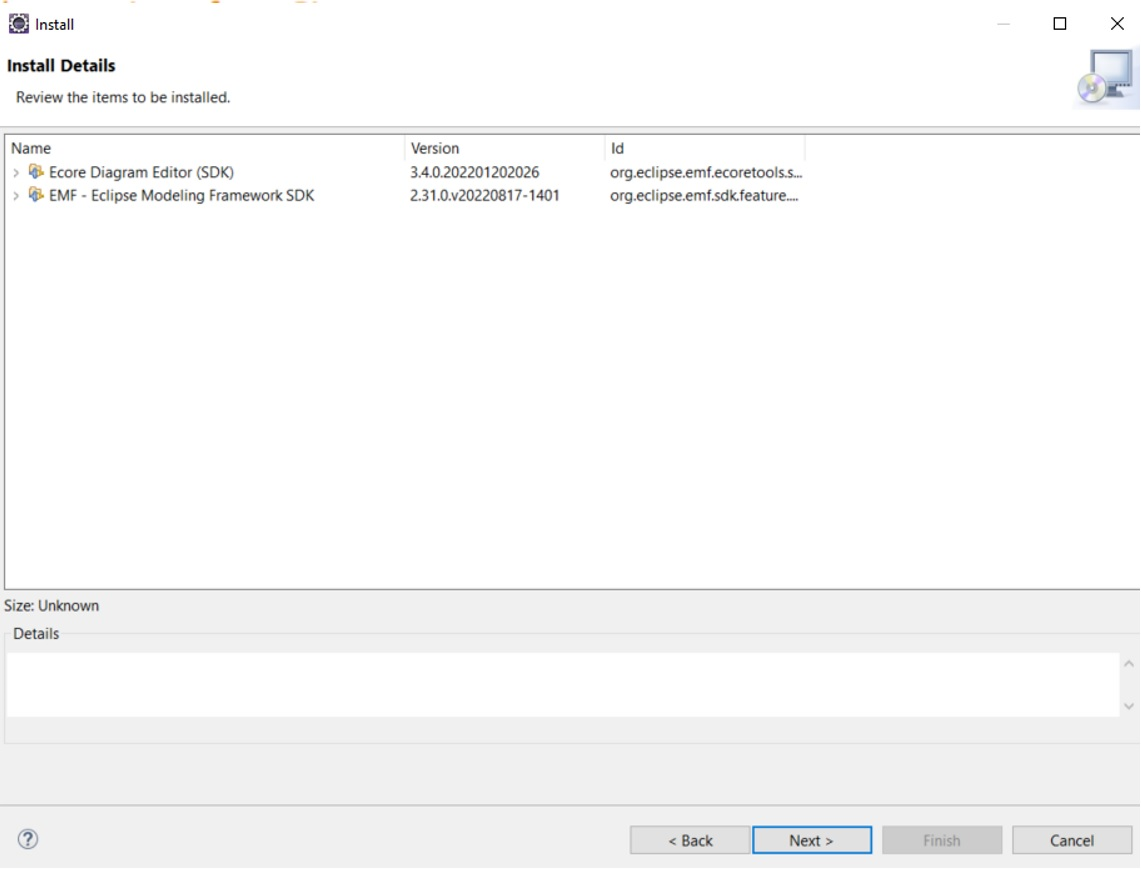 Install
Install Details
Review the items to be installed.
Name Version Id
Ecore Diagram Editor (SDK) 3.4.0.202201202026 org.eclipse.emf.ecoretools.s...
EMF - Eclipse Modeling Framework SDK 2.31.0.v20220817-1401 org.eclipse.emf.sdk.feature....
Size: Unknown
Details
? < Back Next > Finish Cancel